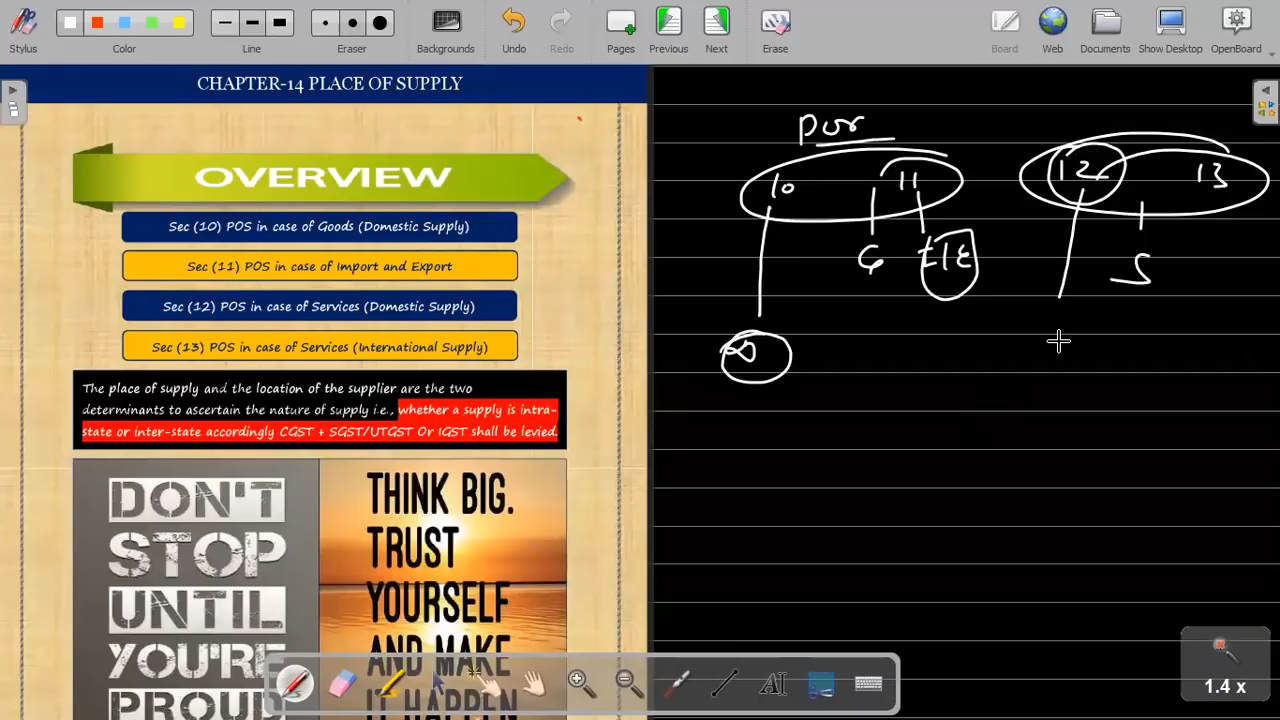 Stylus Color Line Eraser Backgrounds Undo Redo Pages Previous Next Erase Board Web Documents Show Desktop OpenBoard
CHAPTER-14 PLACE OF SUPPLY
OVERVIEW
Sec (10) POS in case of Goods (Domestic Supply)
Sec (11) POS in case of Import and Export
Sec (12) POS in case of Services (Domestic Supply)
Sec (13) POS in case of Services (International Supply)
The place of supply and the location of the supplier are the two
determinants to ascertain the nature of supply i.e., whether a supply is intra-
state or inter-state accordingly CGST + SGST/UTGST Or IGST shall be levied.
DON'T
STOP
UNTIL
YOU'RE
PROUD
THINK BIG.
TRUST
YOURSELF
AND MAKE
IT HAPPEN
10 11 12 13
G S
1.4 x